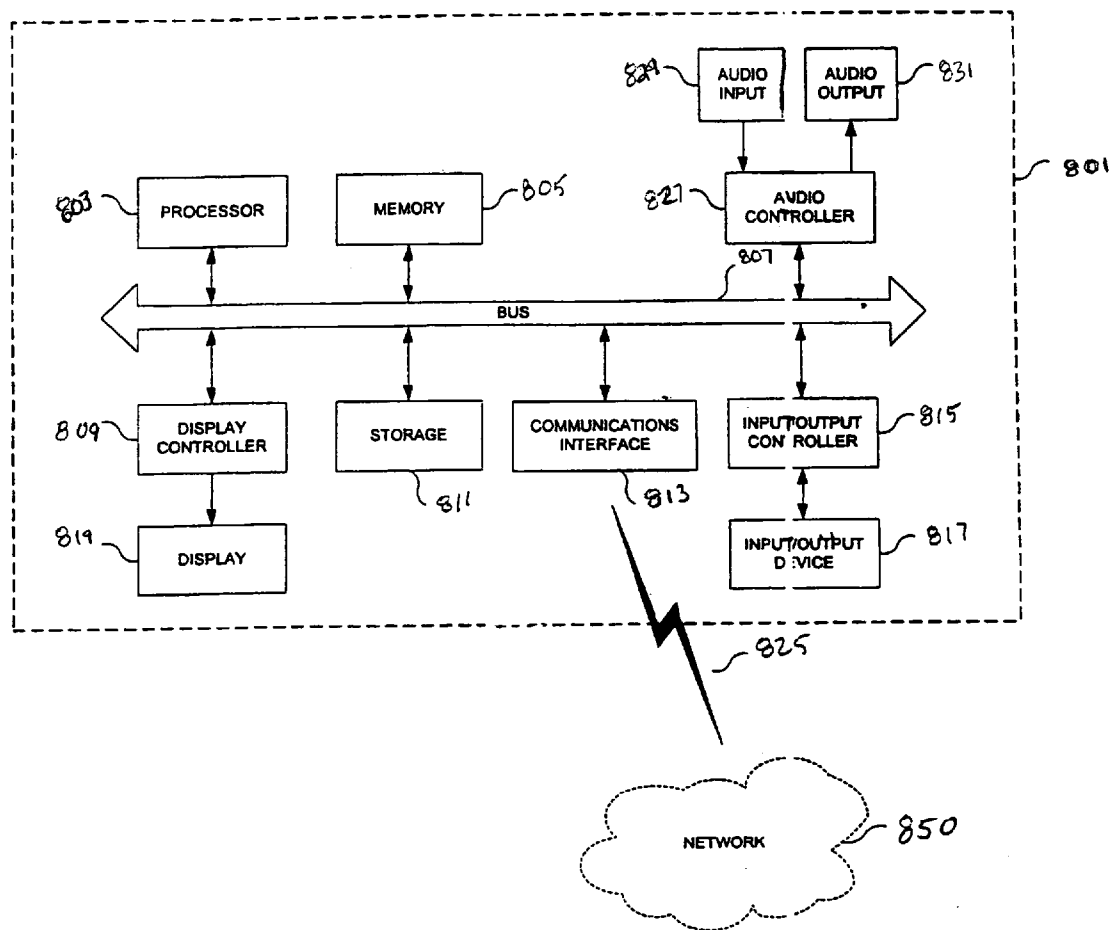 829
AUDIO
INPUT
AUDIO
OUTPUT
831
801
803
PROCESSOR
MEMORY
805
827
AUDIO
CONTROLLER
807
BUS
809
DISPLAY
CONTROLLER
STORAGE
811
COMMUNICATIONS
INTERFACE
813
INPUT/OUTPUT
CONTROLLER
815
819
DISPLAY
INPUT/OUTPUT
DEVICE
817
825
NETWORK
850